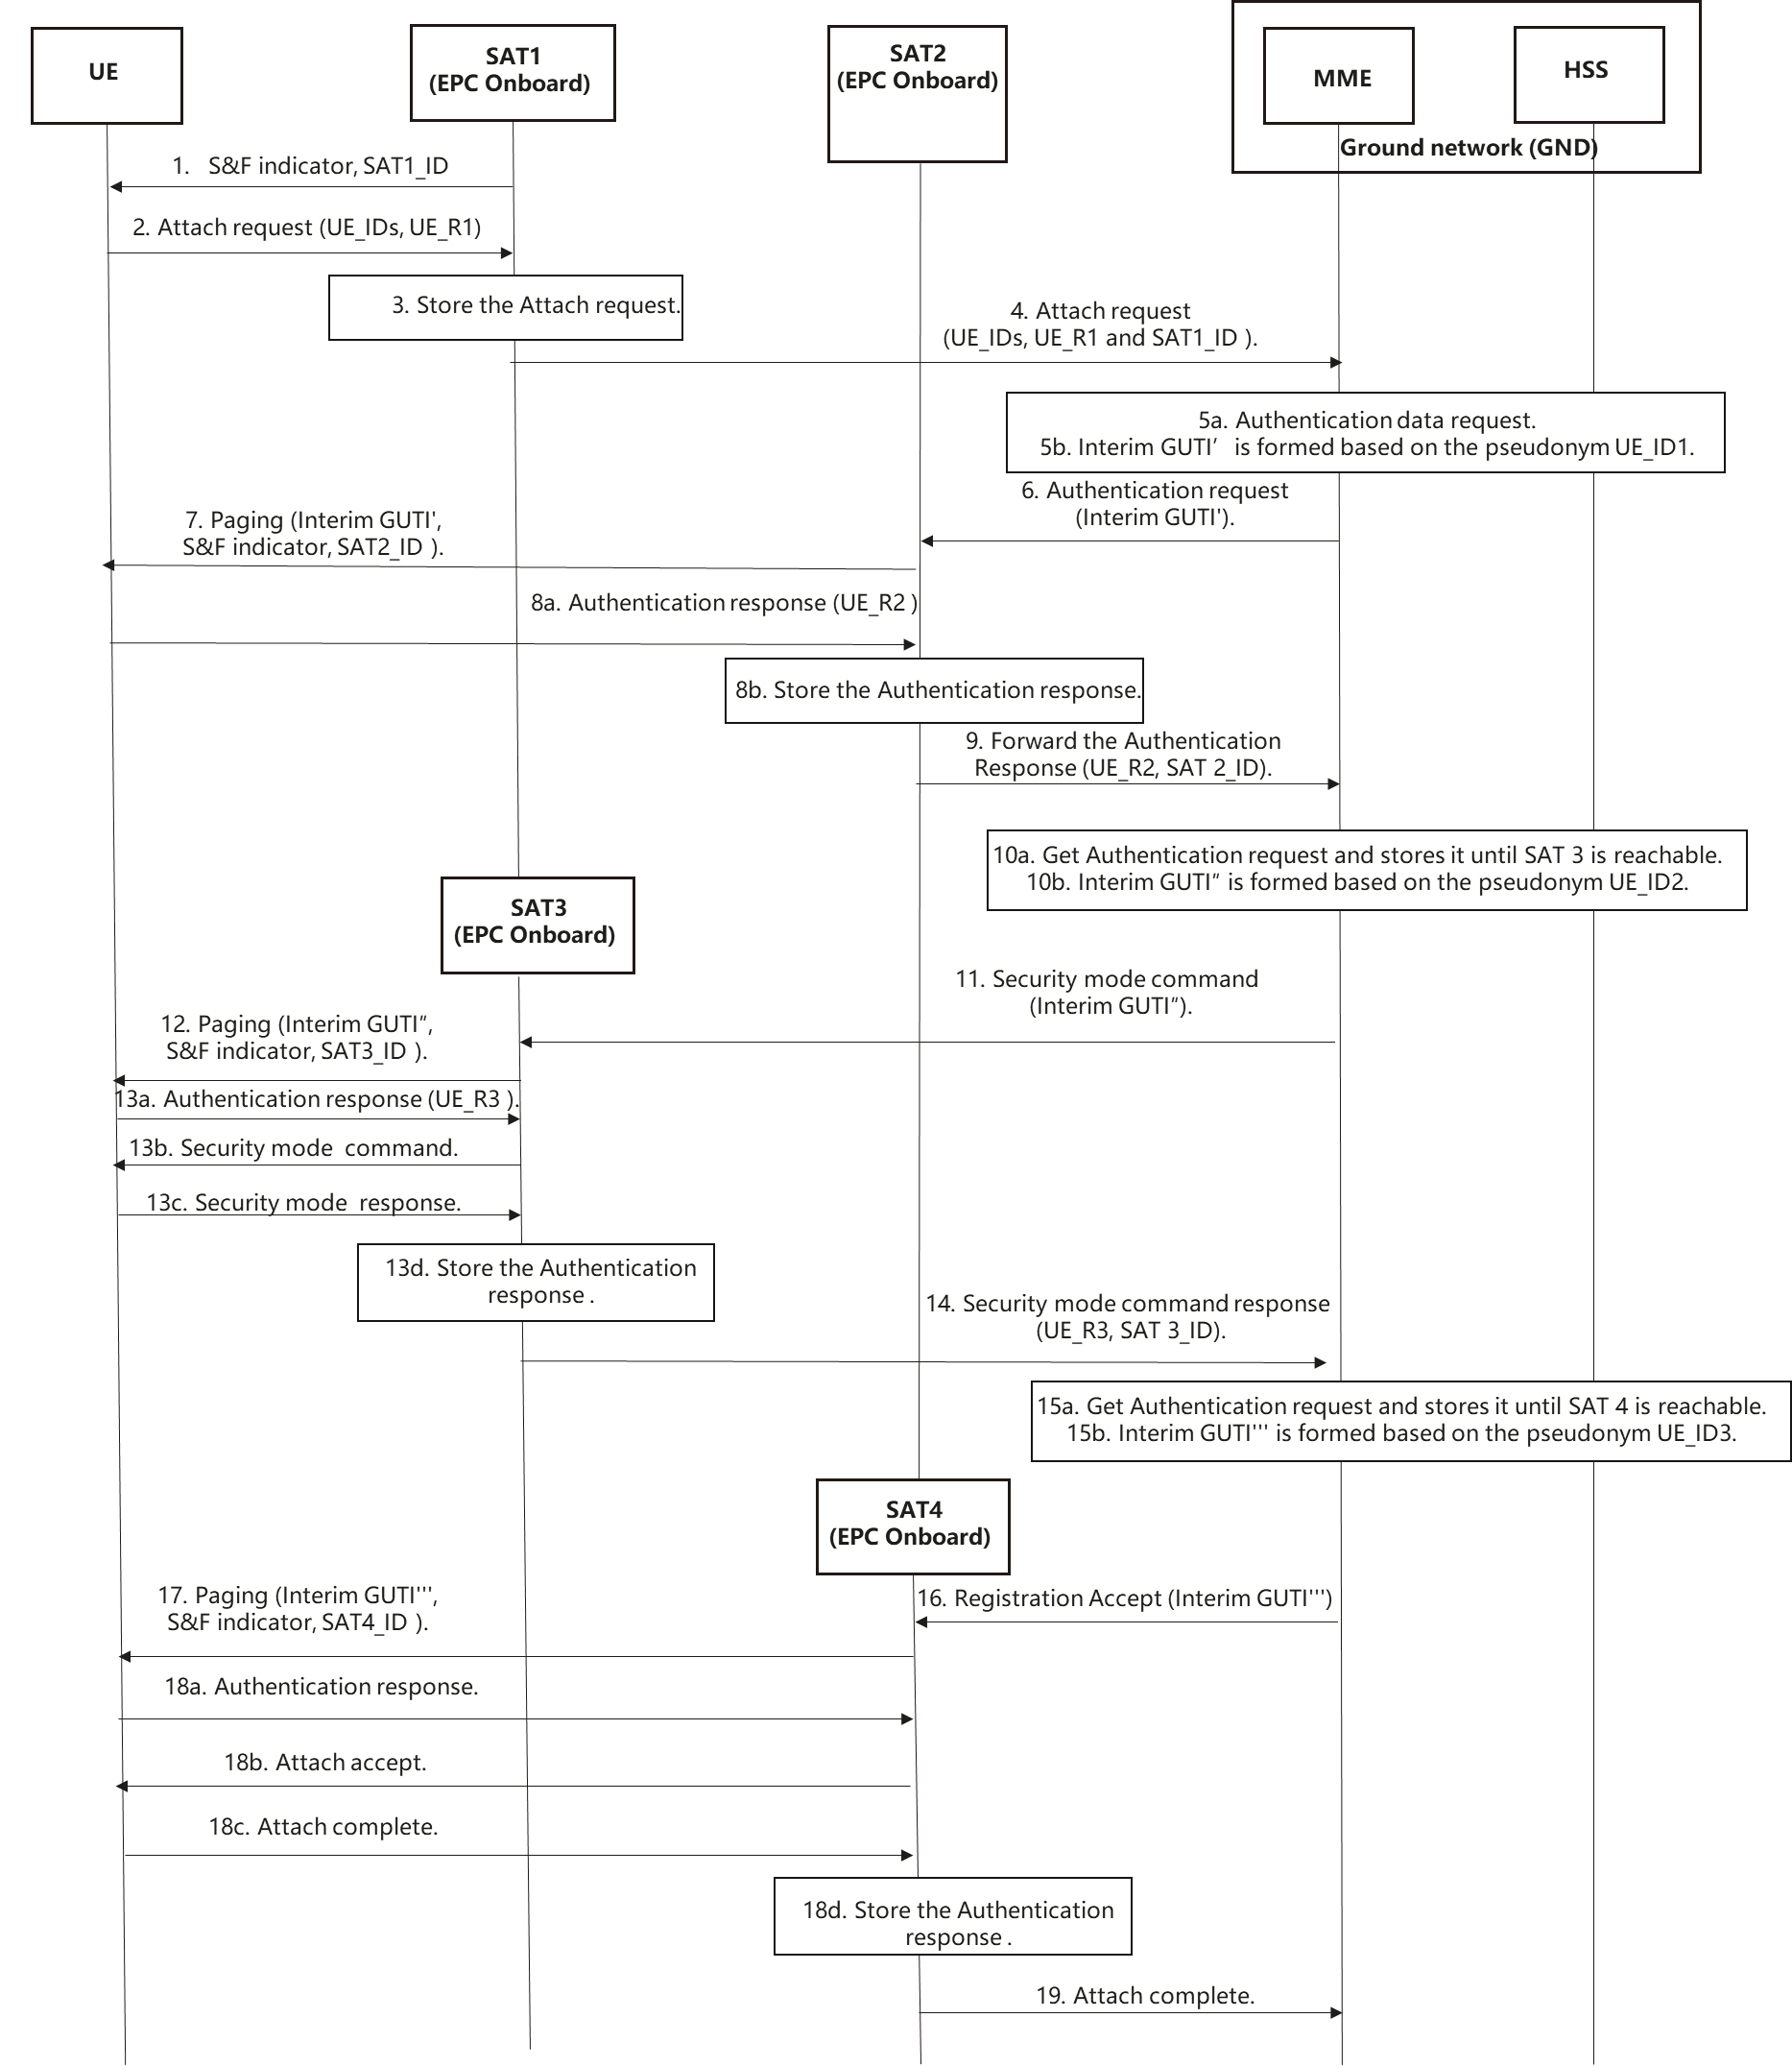 UE
SAT1
(EPC Onboard)
SAT2
(EPC Onboard)
MME
HSS
Ground network (GND)
1. S&F indicator, SAT1_ID
2. Attach request (UE_IDs, UE_R1)
3. Store the Attach request.
4. Attach request
(UE_IDs, UE_R1 and SAT1_ID ).
5a. Authentication data request.
5b. Interim GUTI′ is formed based on the pseudonym UE_ID1.
6. Authentication request
(Interim GUTI').
7. Paging (Interim GUTI',
S&F indicator, SAT2_ID ).
8a. Authentication response (UE_R2 )
8b. Store the Authentication response.
9. Forward the Authentication
Response (UE_R2, SAT 2_ID).
10a. Get Authentication request and stores it until SAT 3 is reachable.
10b. Interim GUTI″ is formed based on the pseudonym UE_ID2.
SAT3
(EPC Onboard)
11. Security mode command
(Interim GUTI″).
12. Paging (Interim GUTI″,
S&F indicator, SAT3_ID ).
13a. Authentication response (UE_R3 ).
13b. Security mode command.
13c. Security mode response.
13d. Store the Authentication
response .
14. Security mode command response
(UE_R3, SAT 3_ID).
15a. Get Authentication request and stores it until SAT 4 is reachable.
15b. Interim GUTI''' is formed based on the pseudonym UE_ID3.
SAT4
(EPC Onboard)
16. Registration Accept (Interim GUTI''')
17. Paging (Interim GUTI''',
S&F indicator, SAT4_ID ).
18a. Authentication response.
18b. Attach accept.
18c. Attach complete.
18d. Store the Authentication
response .
19. Attach complete.